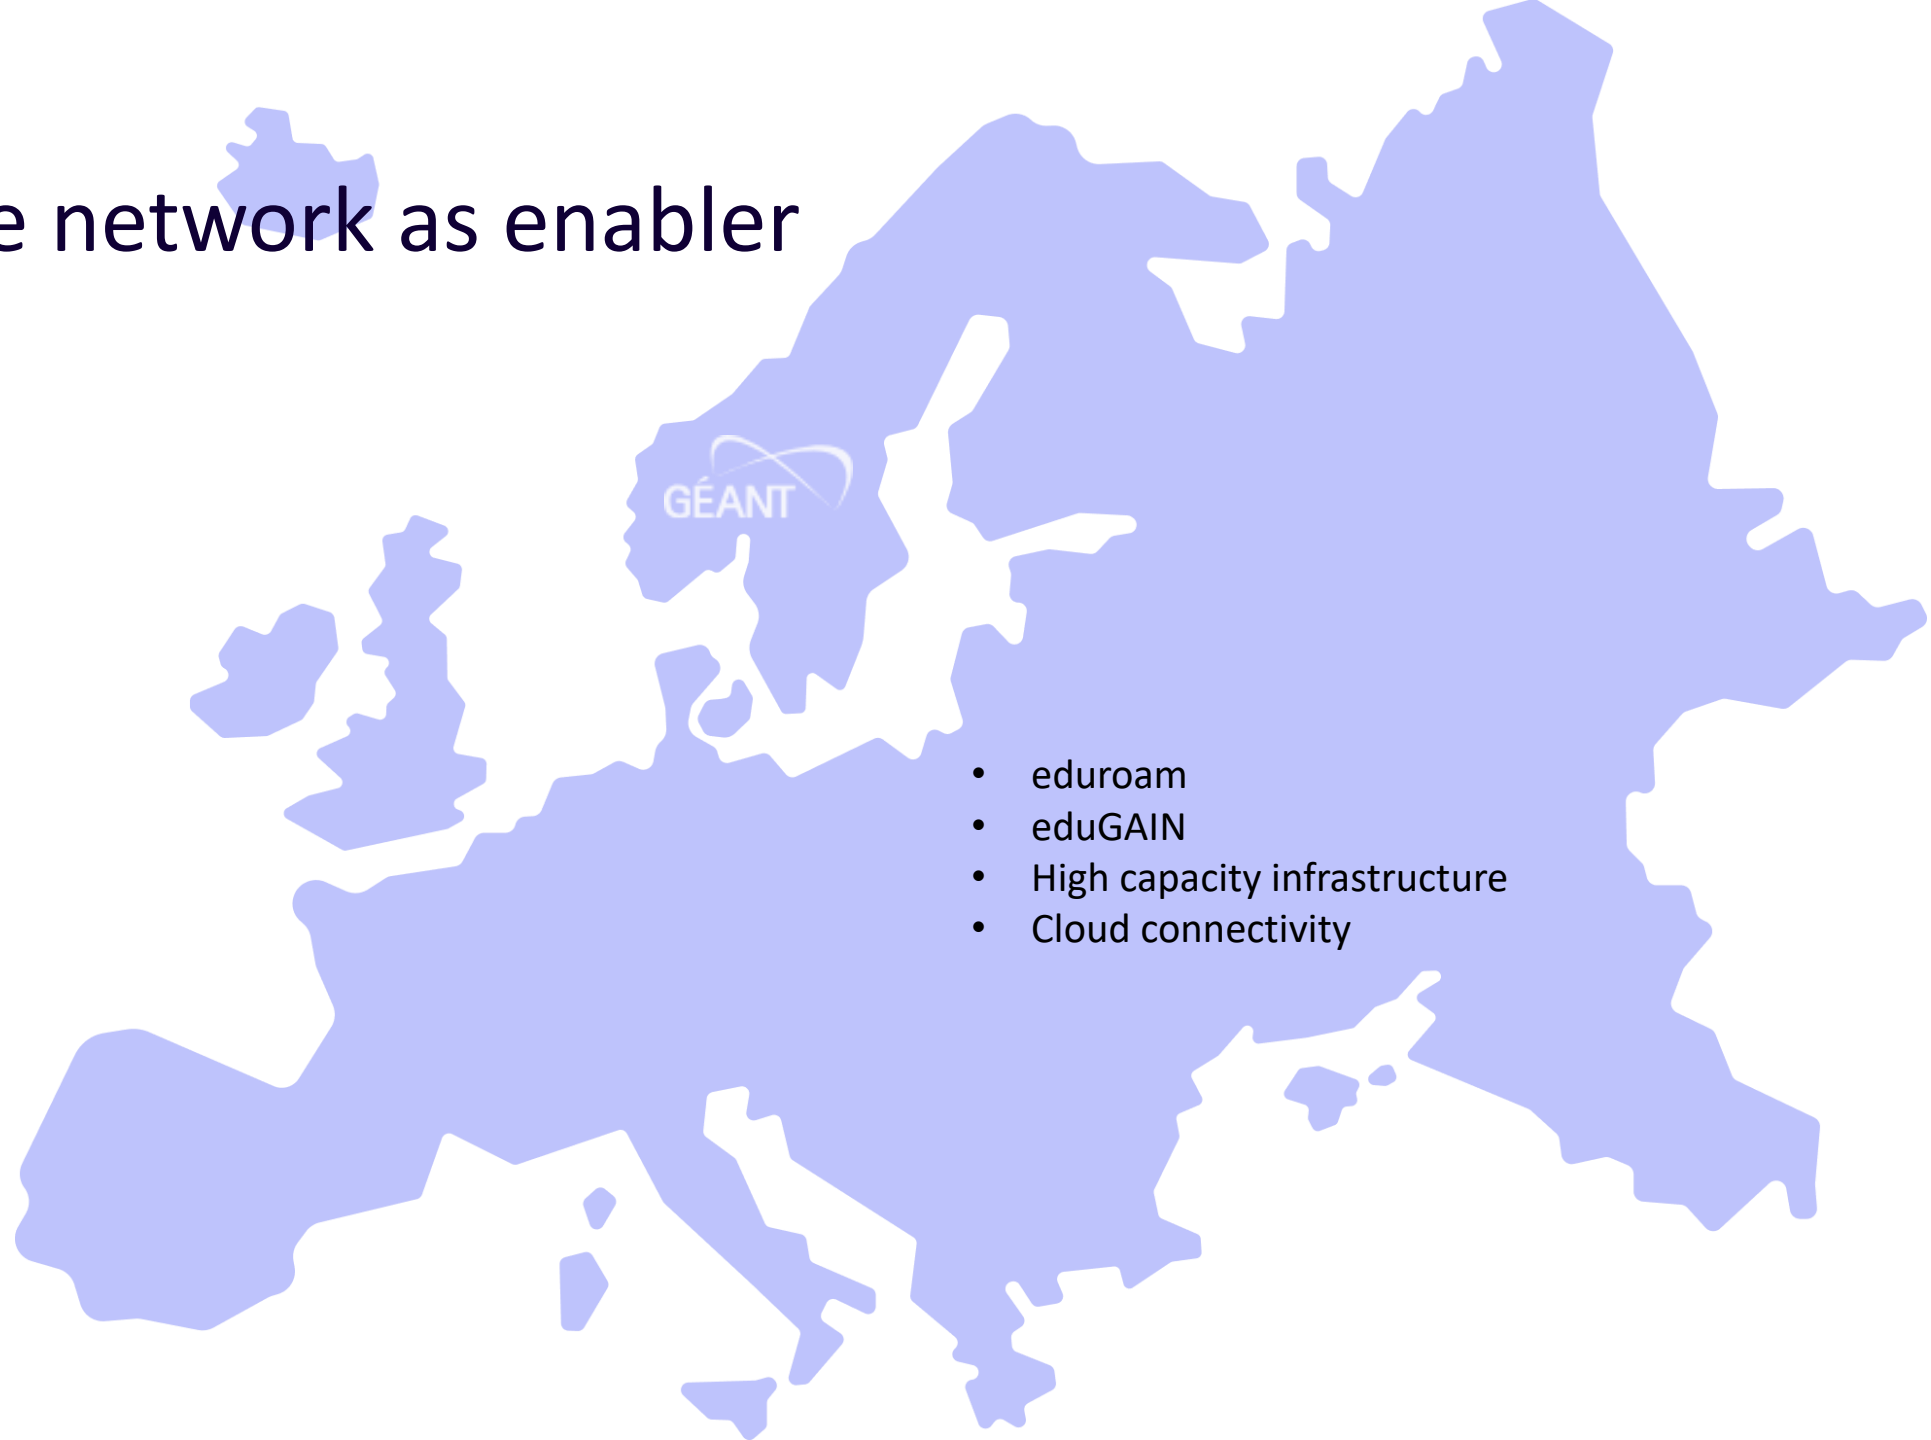 e network as enabler
GÉANT
• eduroam
• eduGAIN
• High capacity infrastructure
• Cloud connectivity